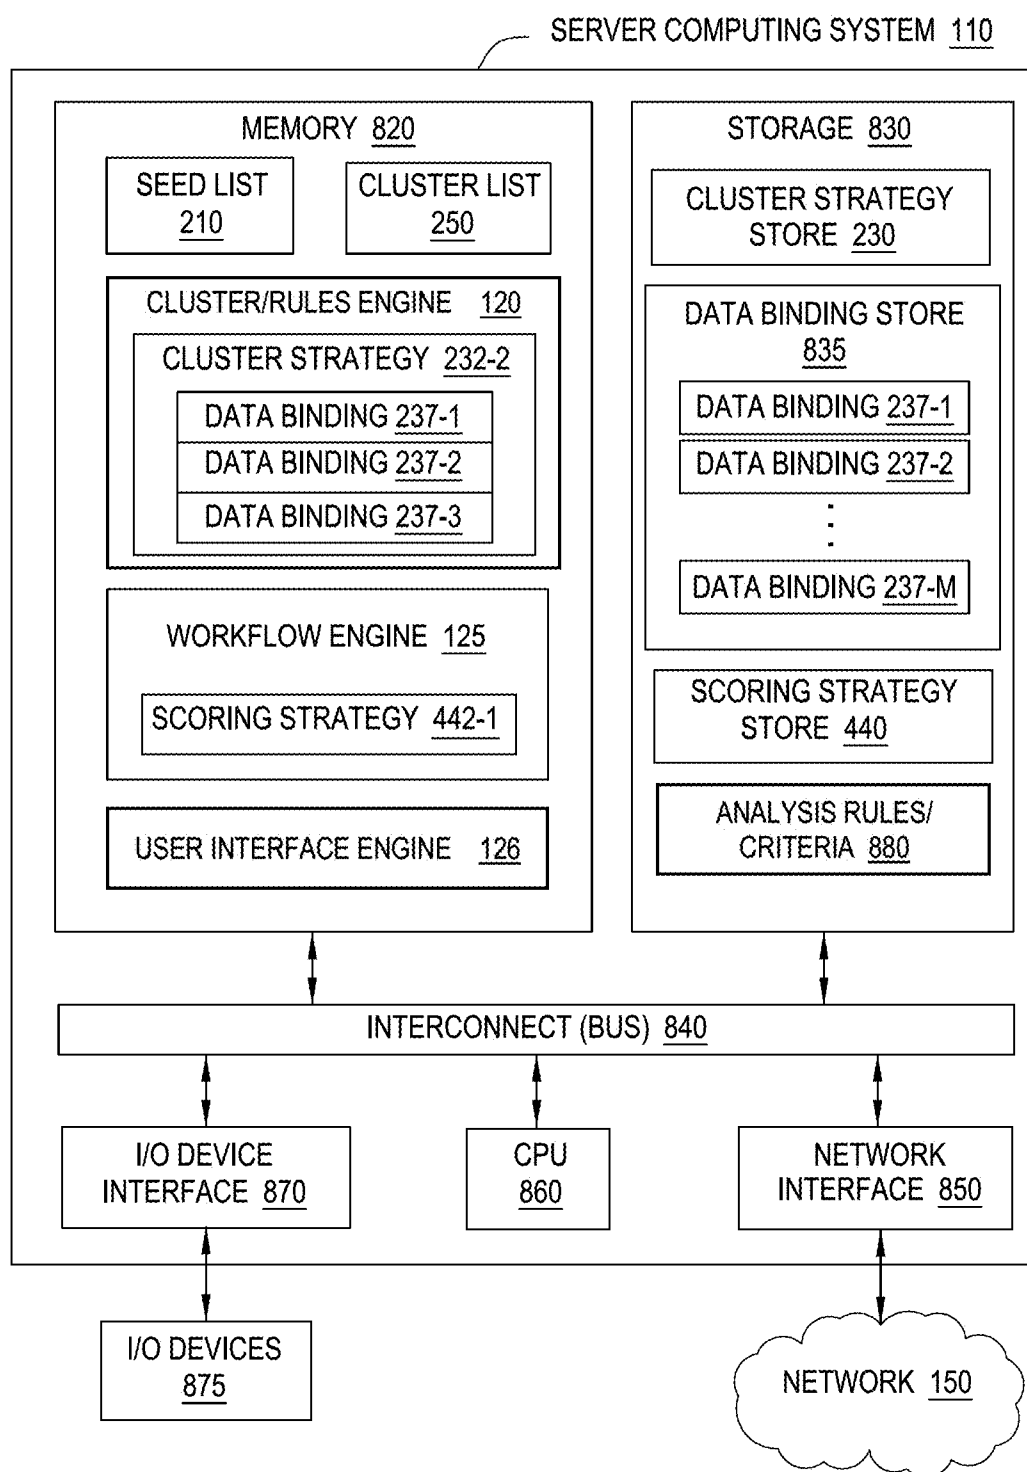 SERVER COMPUTING SYSTEM 110
MEMORY 820
SEED LIST
210
CLUSTER LIST
250
CLUSTER/RULES ENGINE 120
CLUSTER STRATEGY 232-2
DATA BINDING 237-1
DATA BINDING 237-2
DATA BINDING 237-3
WORKFLOW ENGINE 125
SCORING STRATEGY 442-1
USER INTERFACE ENGINE 126
STORAGE 830
CLUSTER STRATEGY
STORE 230
DATA BINDING STORE
835
DATA BINDING 237-1
DATA BINDING 237-2
DATA BINDING 237-M
SCORING STRATEGY
STORE 440
ANALYSIS RULES/
CRITERIA 880
INTERCONNECT (BUS) 840
I/O DEVICE
INTERFACE 870
CPU
860
NETWORK
INTERFACE 850
I/O DEVICES
875
NETWORK 150